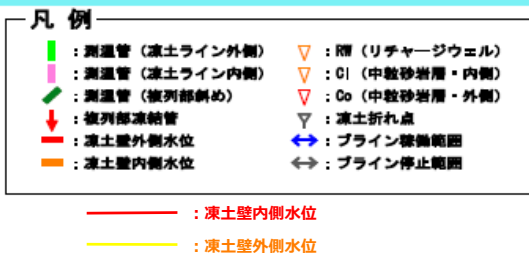 凡 例
：測温管（凍土ライン外側）
：測温管（凍土ライン内側）
：測温管（複列部斜め）
：複列部凍結管
：凍土壁外側水位
：凍土壁内側水位
：RW（リチャージウェル）
：Ci（中粒砂岩層・内側）
：Co（中粒砂岩層・外側）
：凍土折れ点
：ブライン稼働範囲
：ブライン停止範囲
：凍土壁内側水位
：凍土壁外側水位